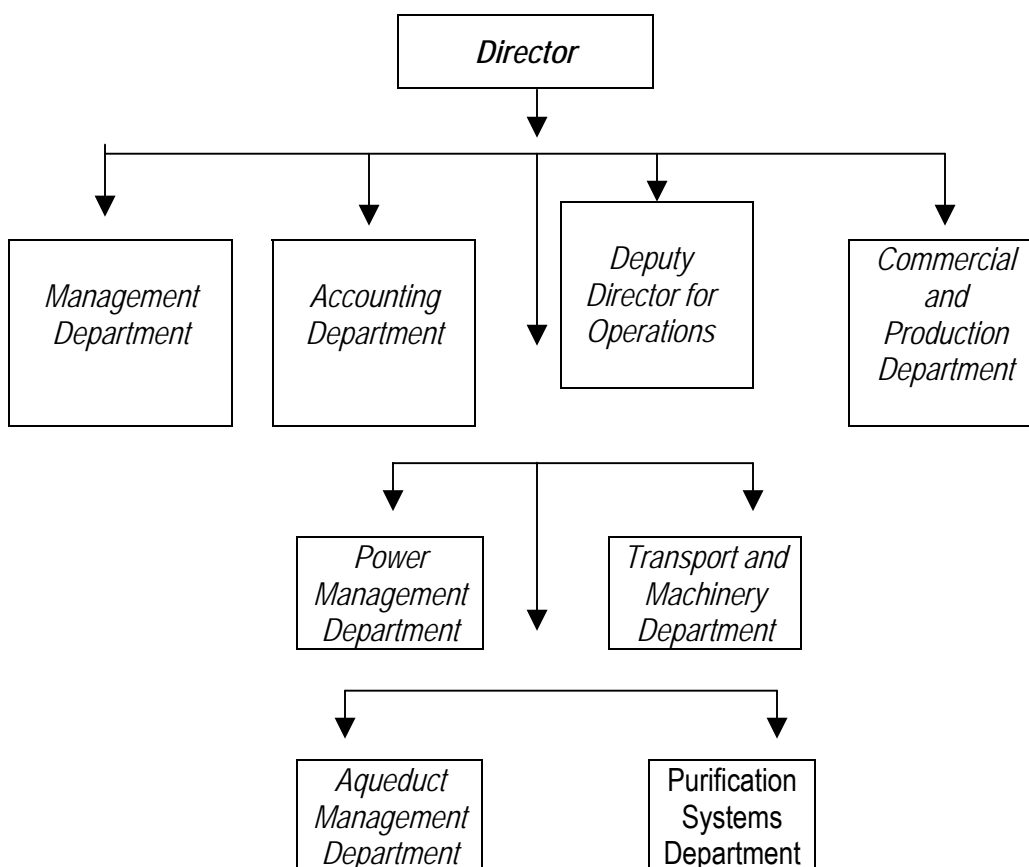 Director
Management
Department
Accounting
Department
Deputy
Director for
Operations
Commercial
and
Production
Department
Power
Management
Department
Transport and
Machinery
Department
Aqueduct
Management
Department
Purification
Systems
Department